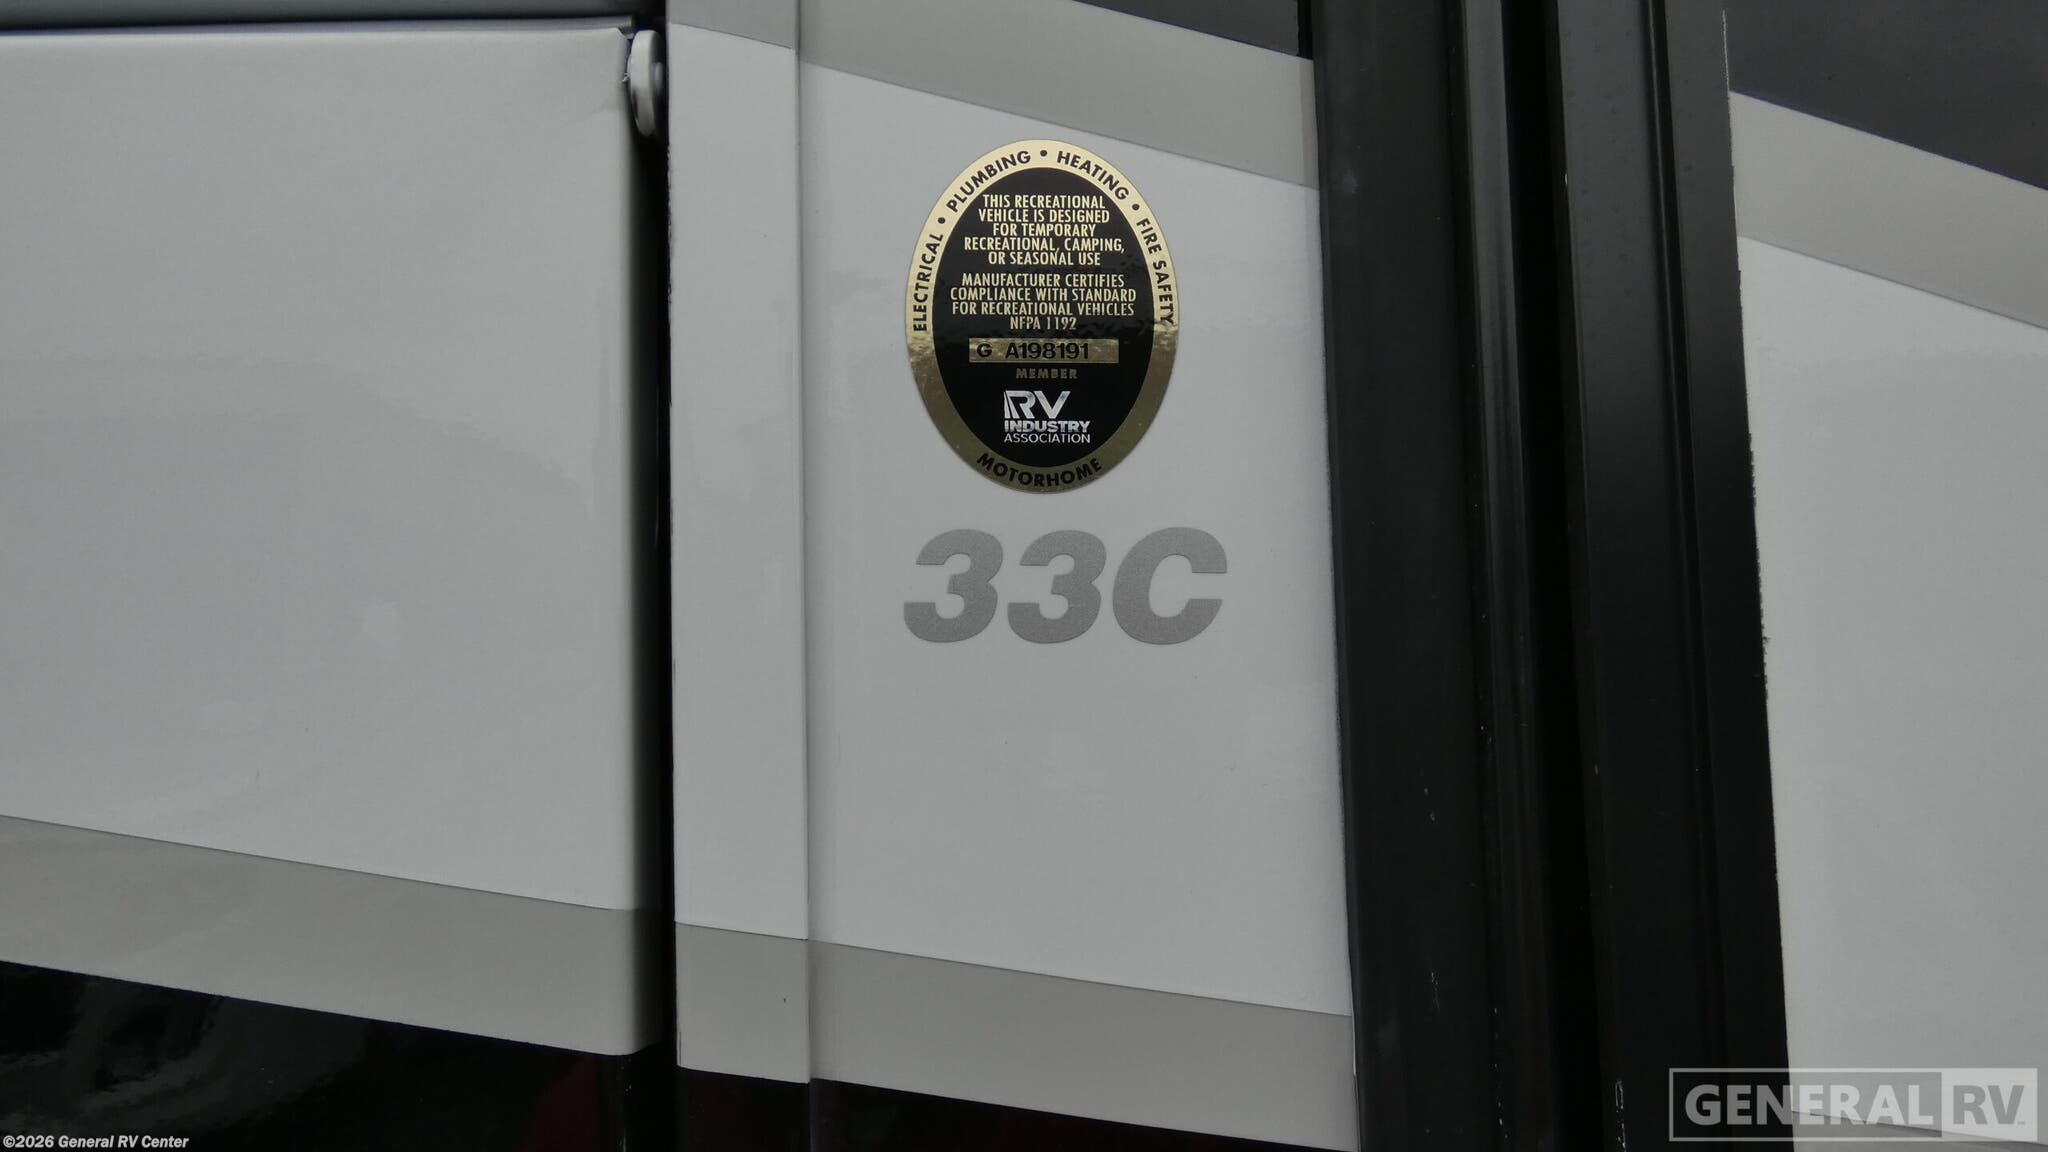 ELECTRICAL • PLUMBING • HEATING • FIRE SAFETY
THIS RECREATIONAL
VEHICLE IS DESIGNED
FOR TEMPORARY
RECREATIONAL, CAMPING,
OR SEASONAL USE
MANUFACTURER CERTIFIES
COMPLIANCE WITH STANDARD
FOR RECREATIONAL VEHICLES
NFPA 1192
G A198191
MEMBER
RV
INDUSTRY
ASSOCIATION
MOTORHOME
33C
GENERAL RV
©2026 General RV Center